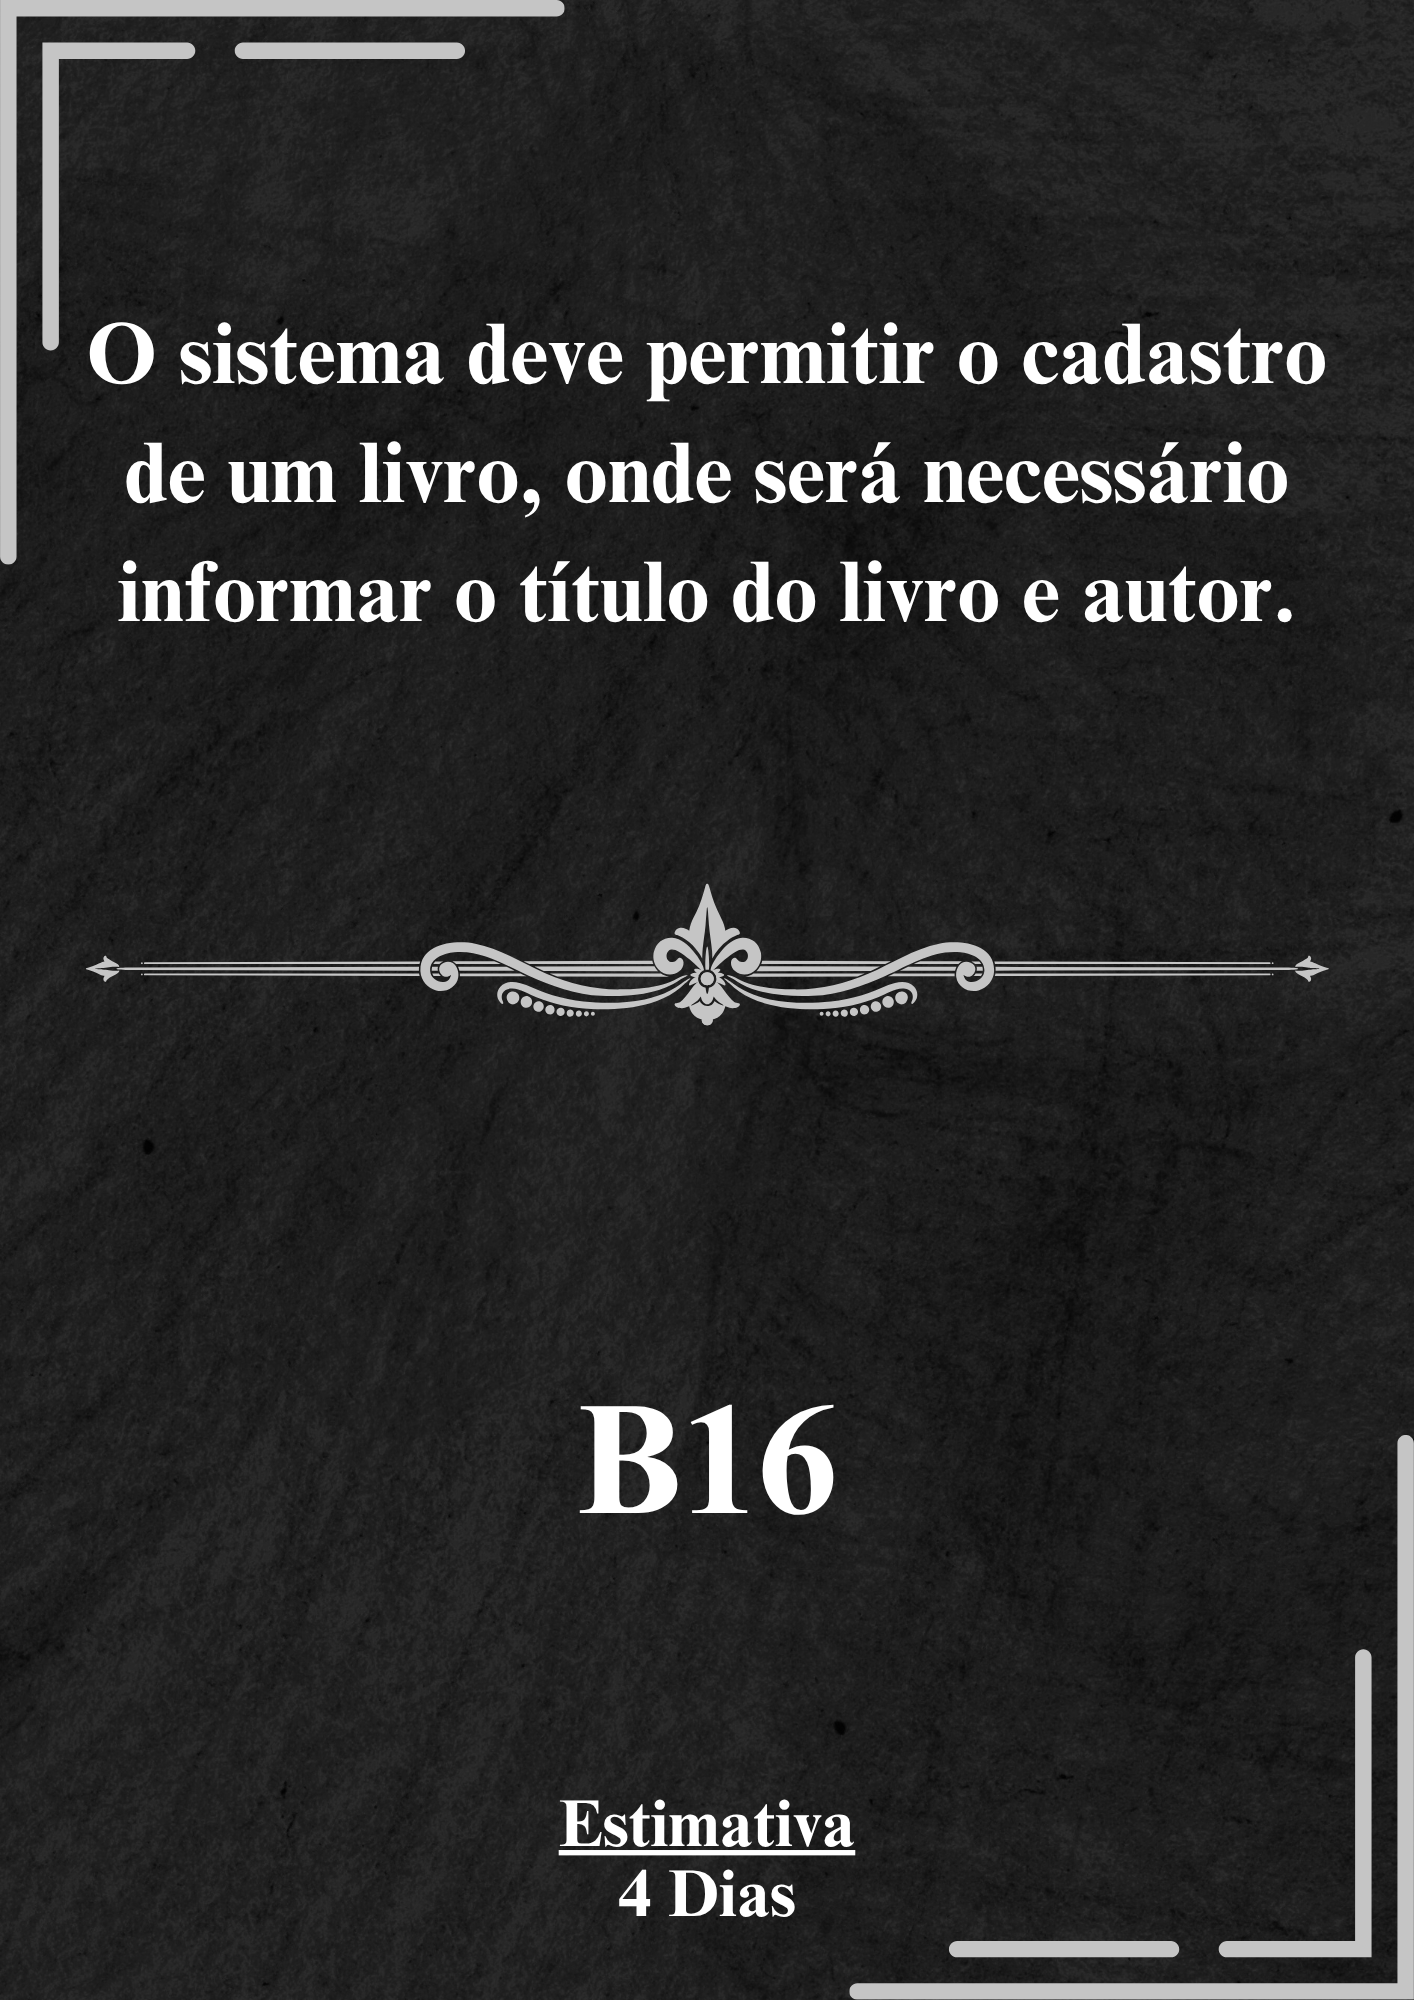 O sistema deve permitir o cadastro
de um livro, onde será necessário
informar o título do livro e autor.
B16
Estimativa
4 Dias